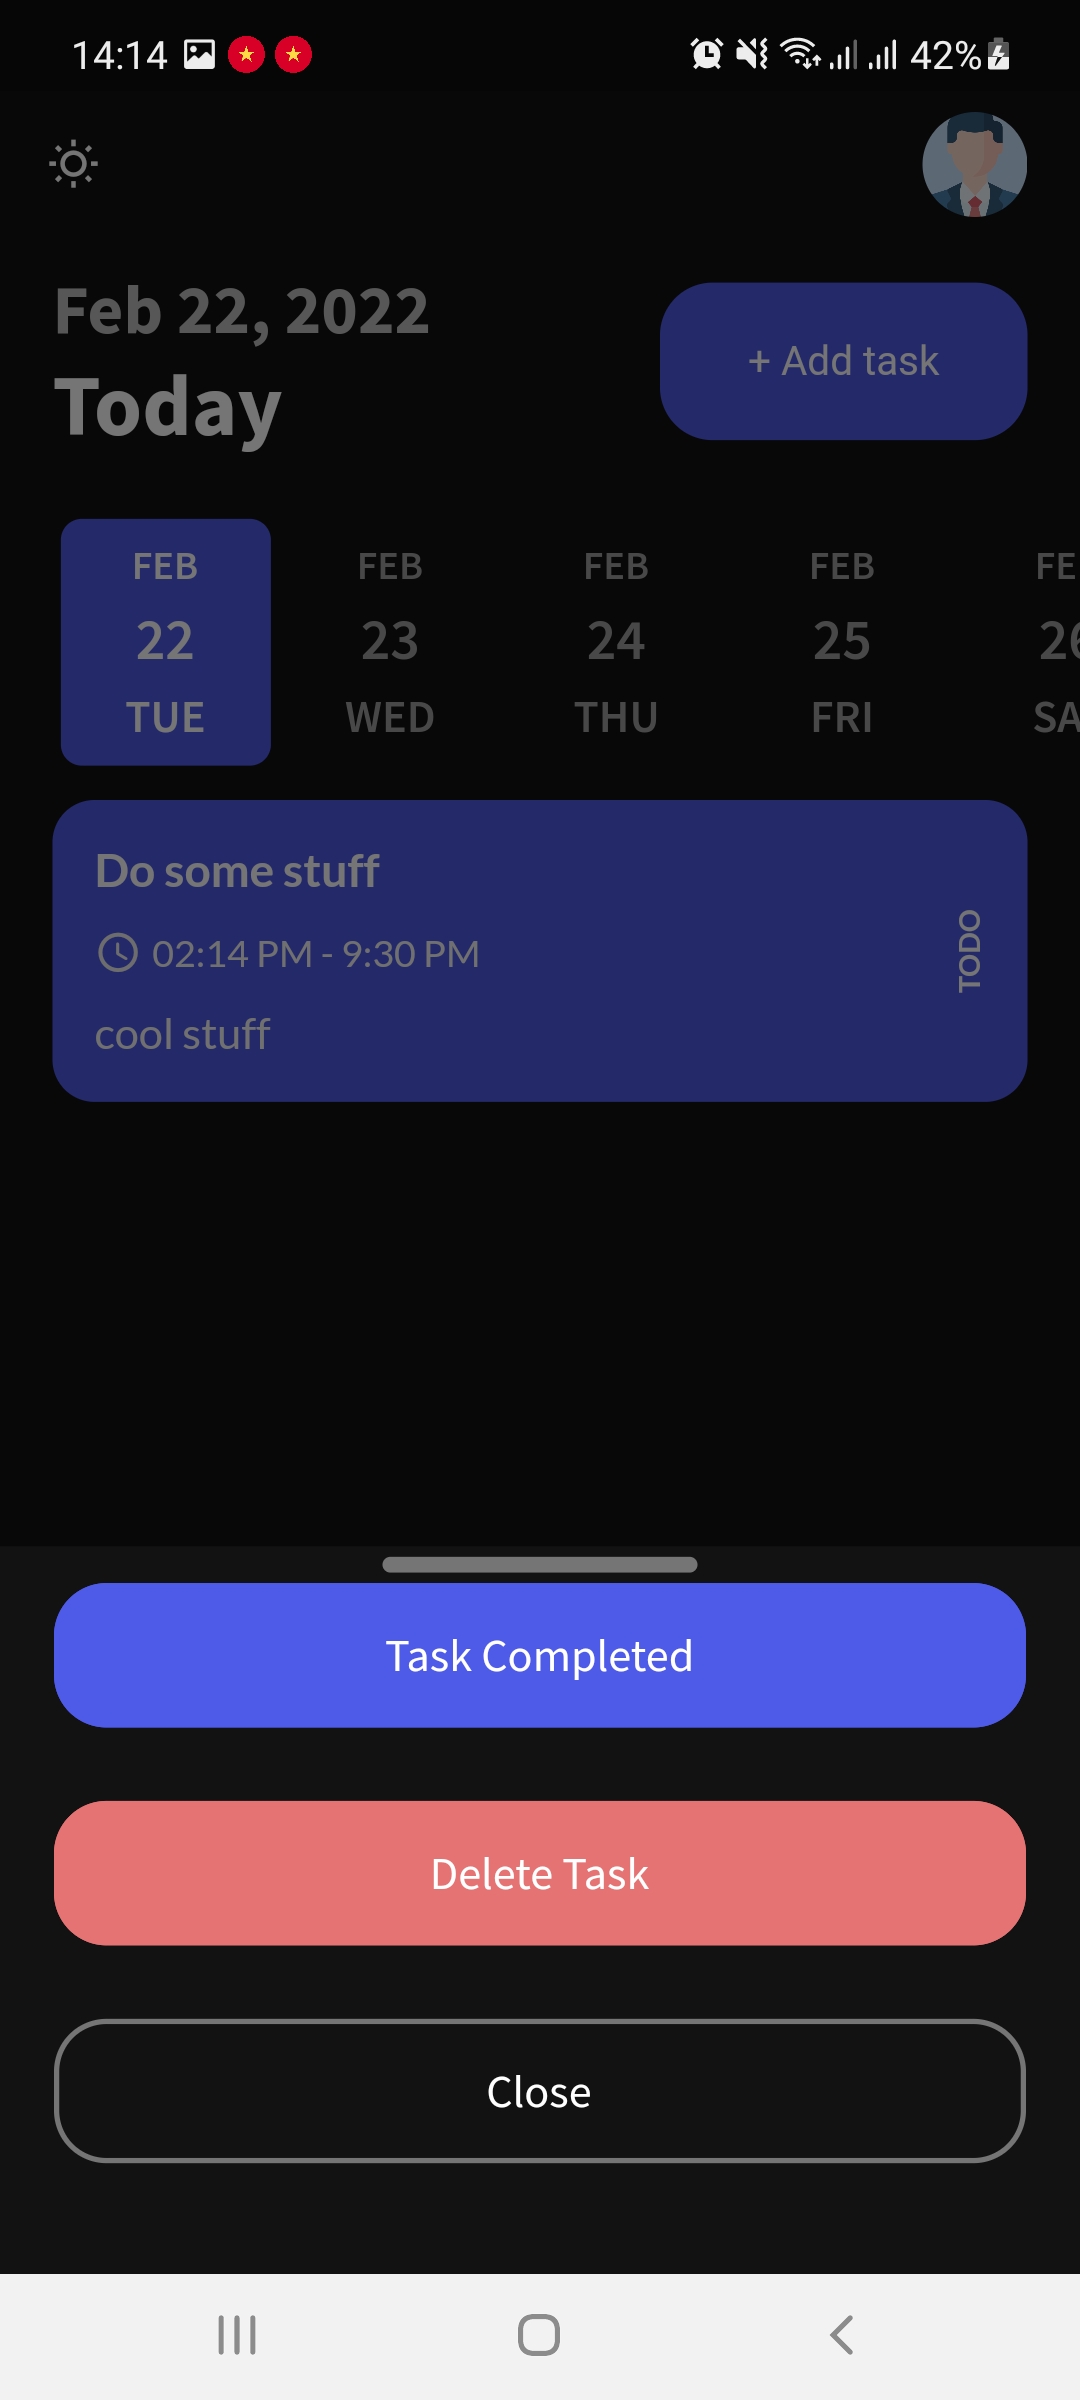 14:14 42%
Feb 22, 2022
Today
+ Add task
FEB FEB FEB FEB FE
22 23 24 25 26
TUE WED THU FRI SA
Do some stuff
02:14 PM - 9:30 PM
cool stuff
TODO
Task Completed
Delete Task
Close